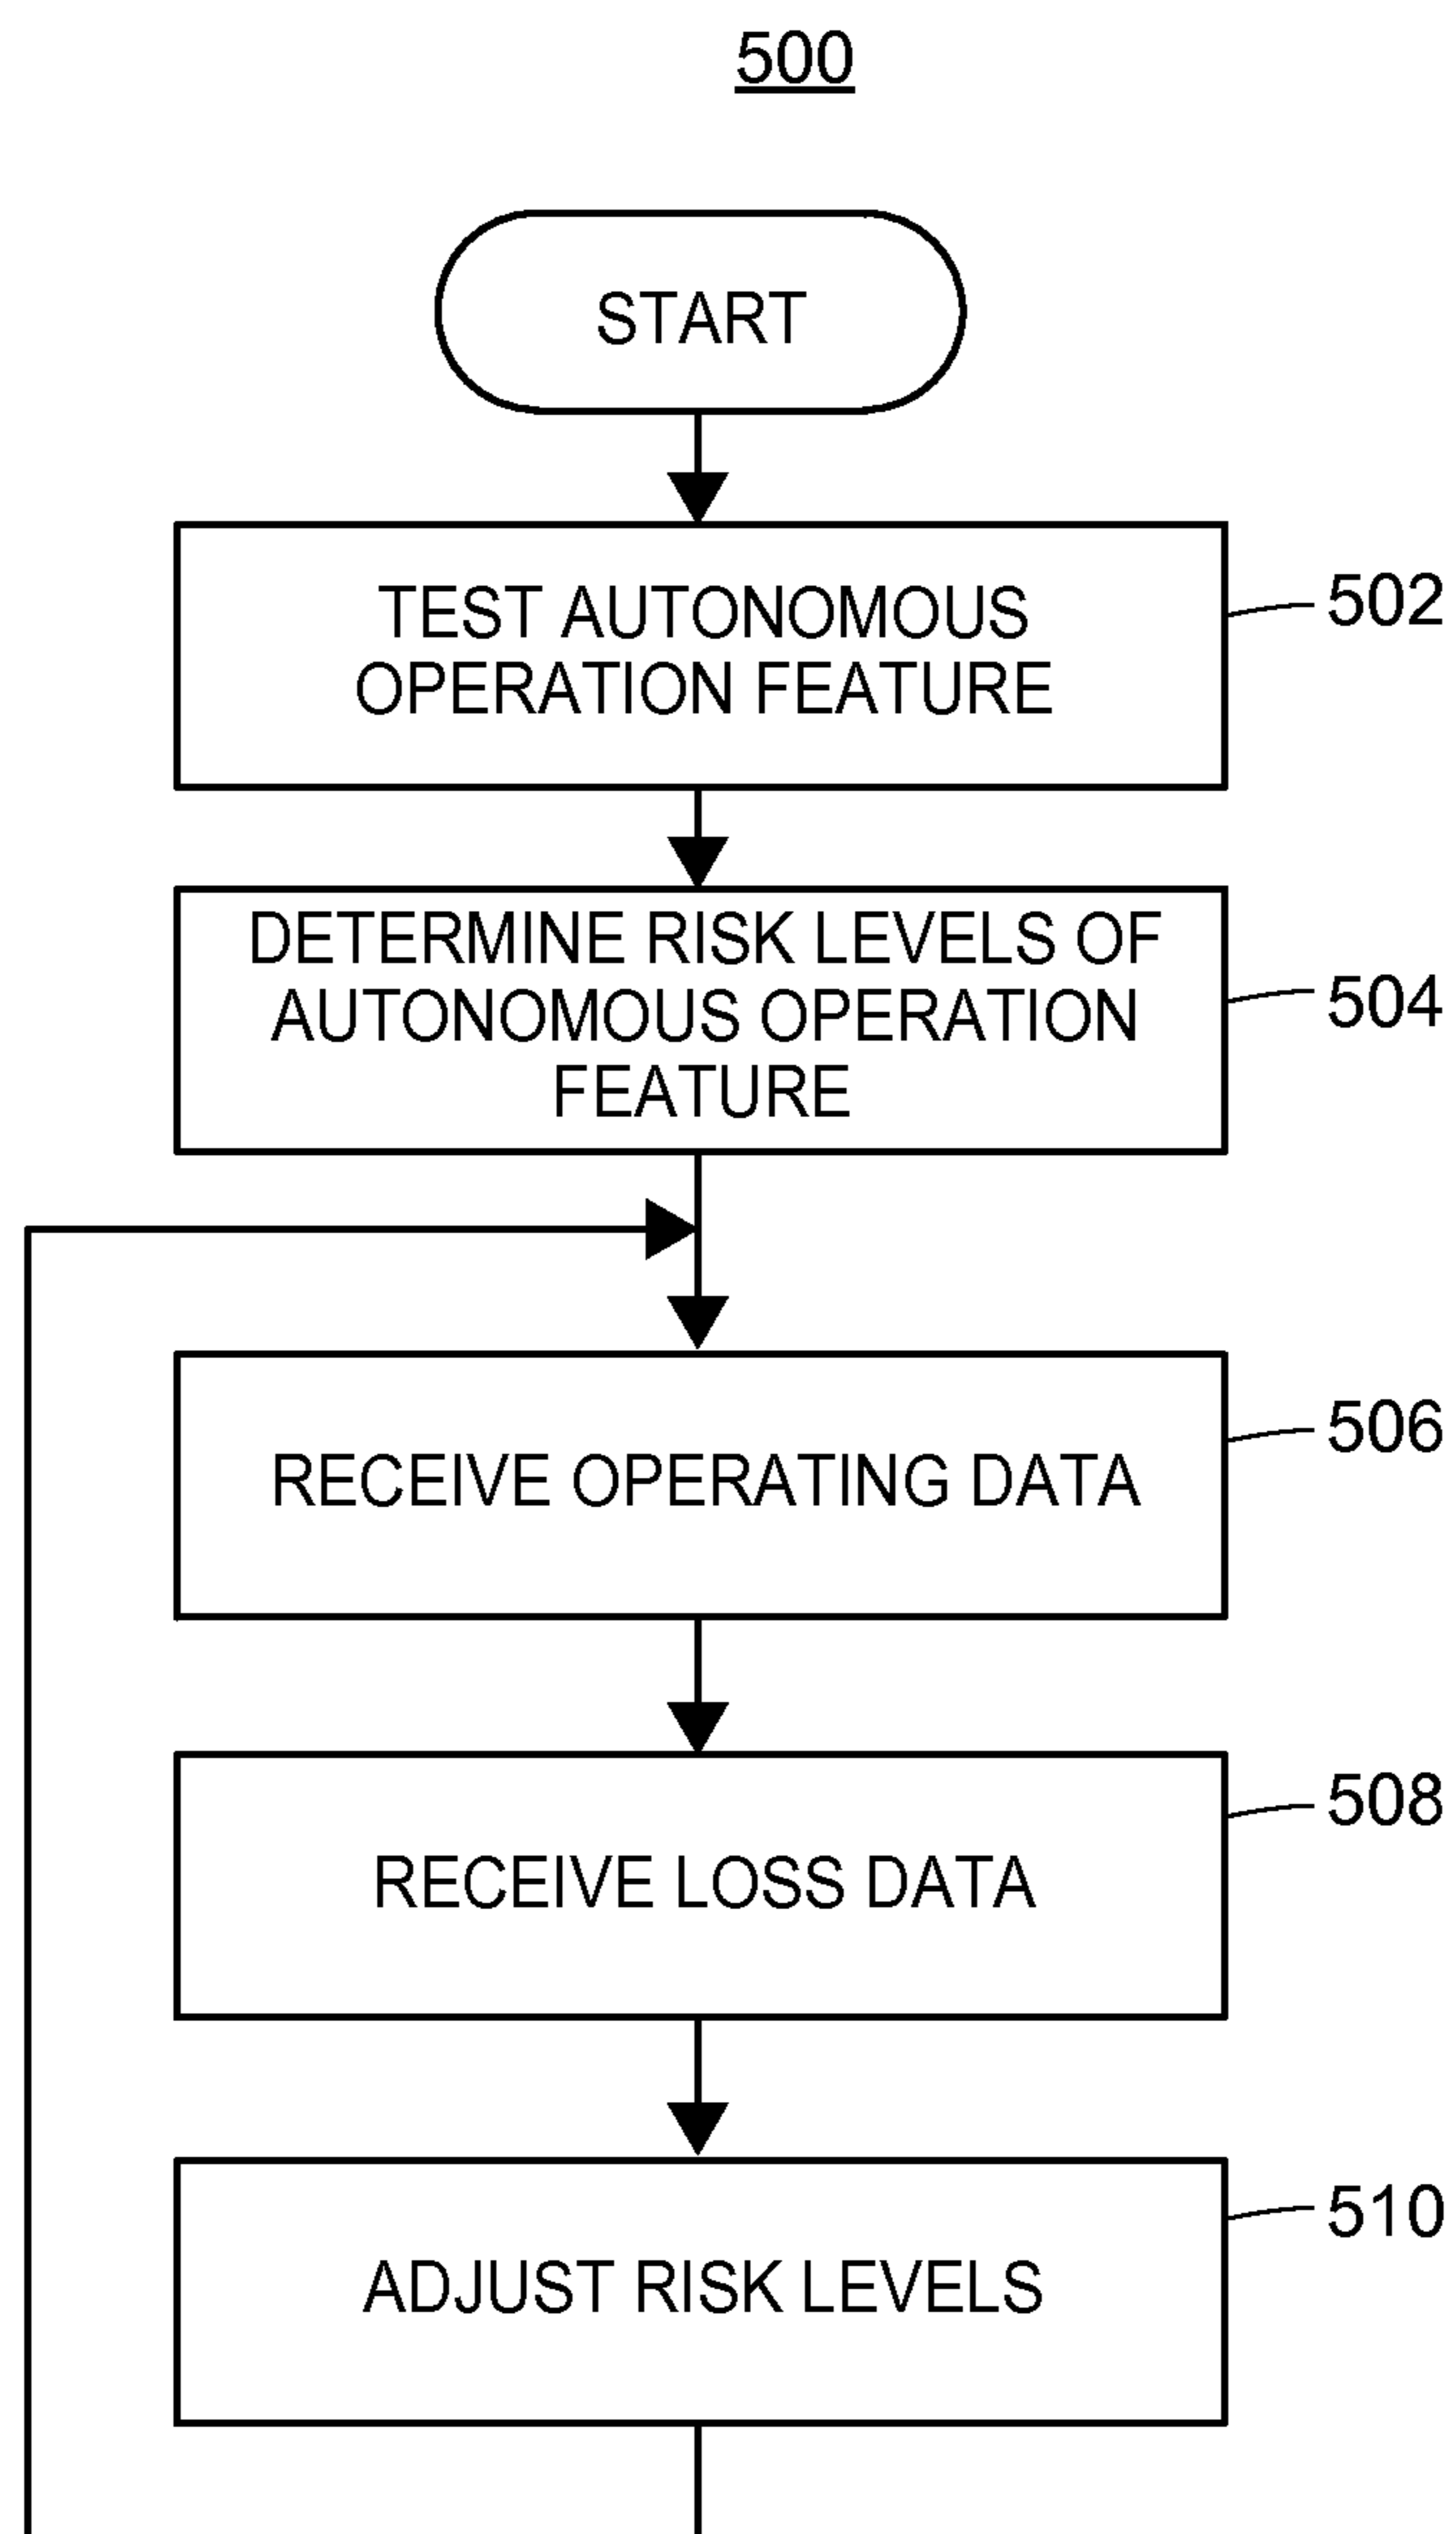 500
START
TEST AUTONOMOUS
OPERATION FEATURE
502
DETERMINE RISK LEVELS OF
AUTONOMOUS OPERATION
FEATURE
504
RECEIVE OPERATING DATA
506
RECEIVE LOSS DATA
508
ADJUST RISK LEVELS
510